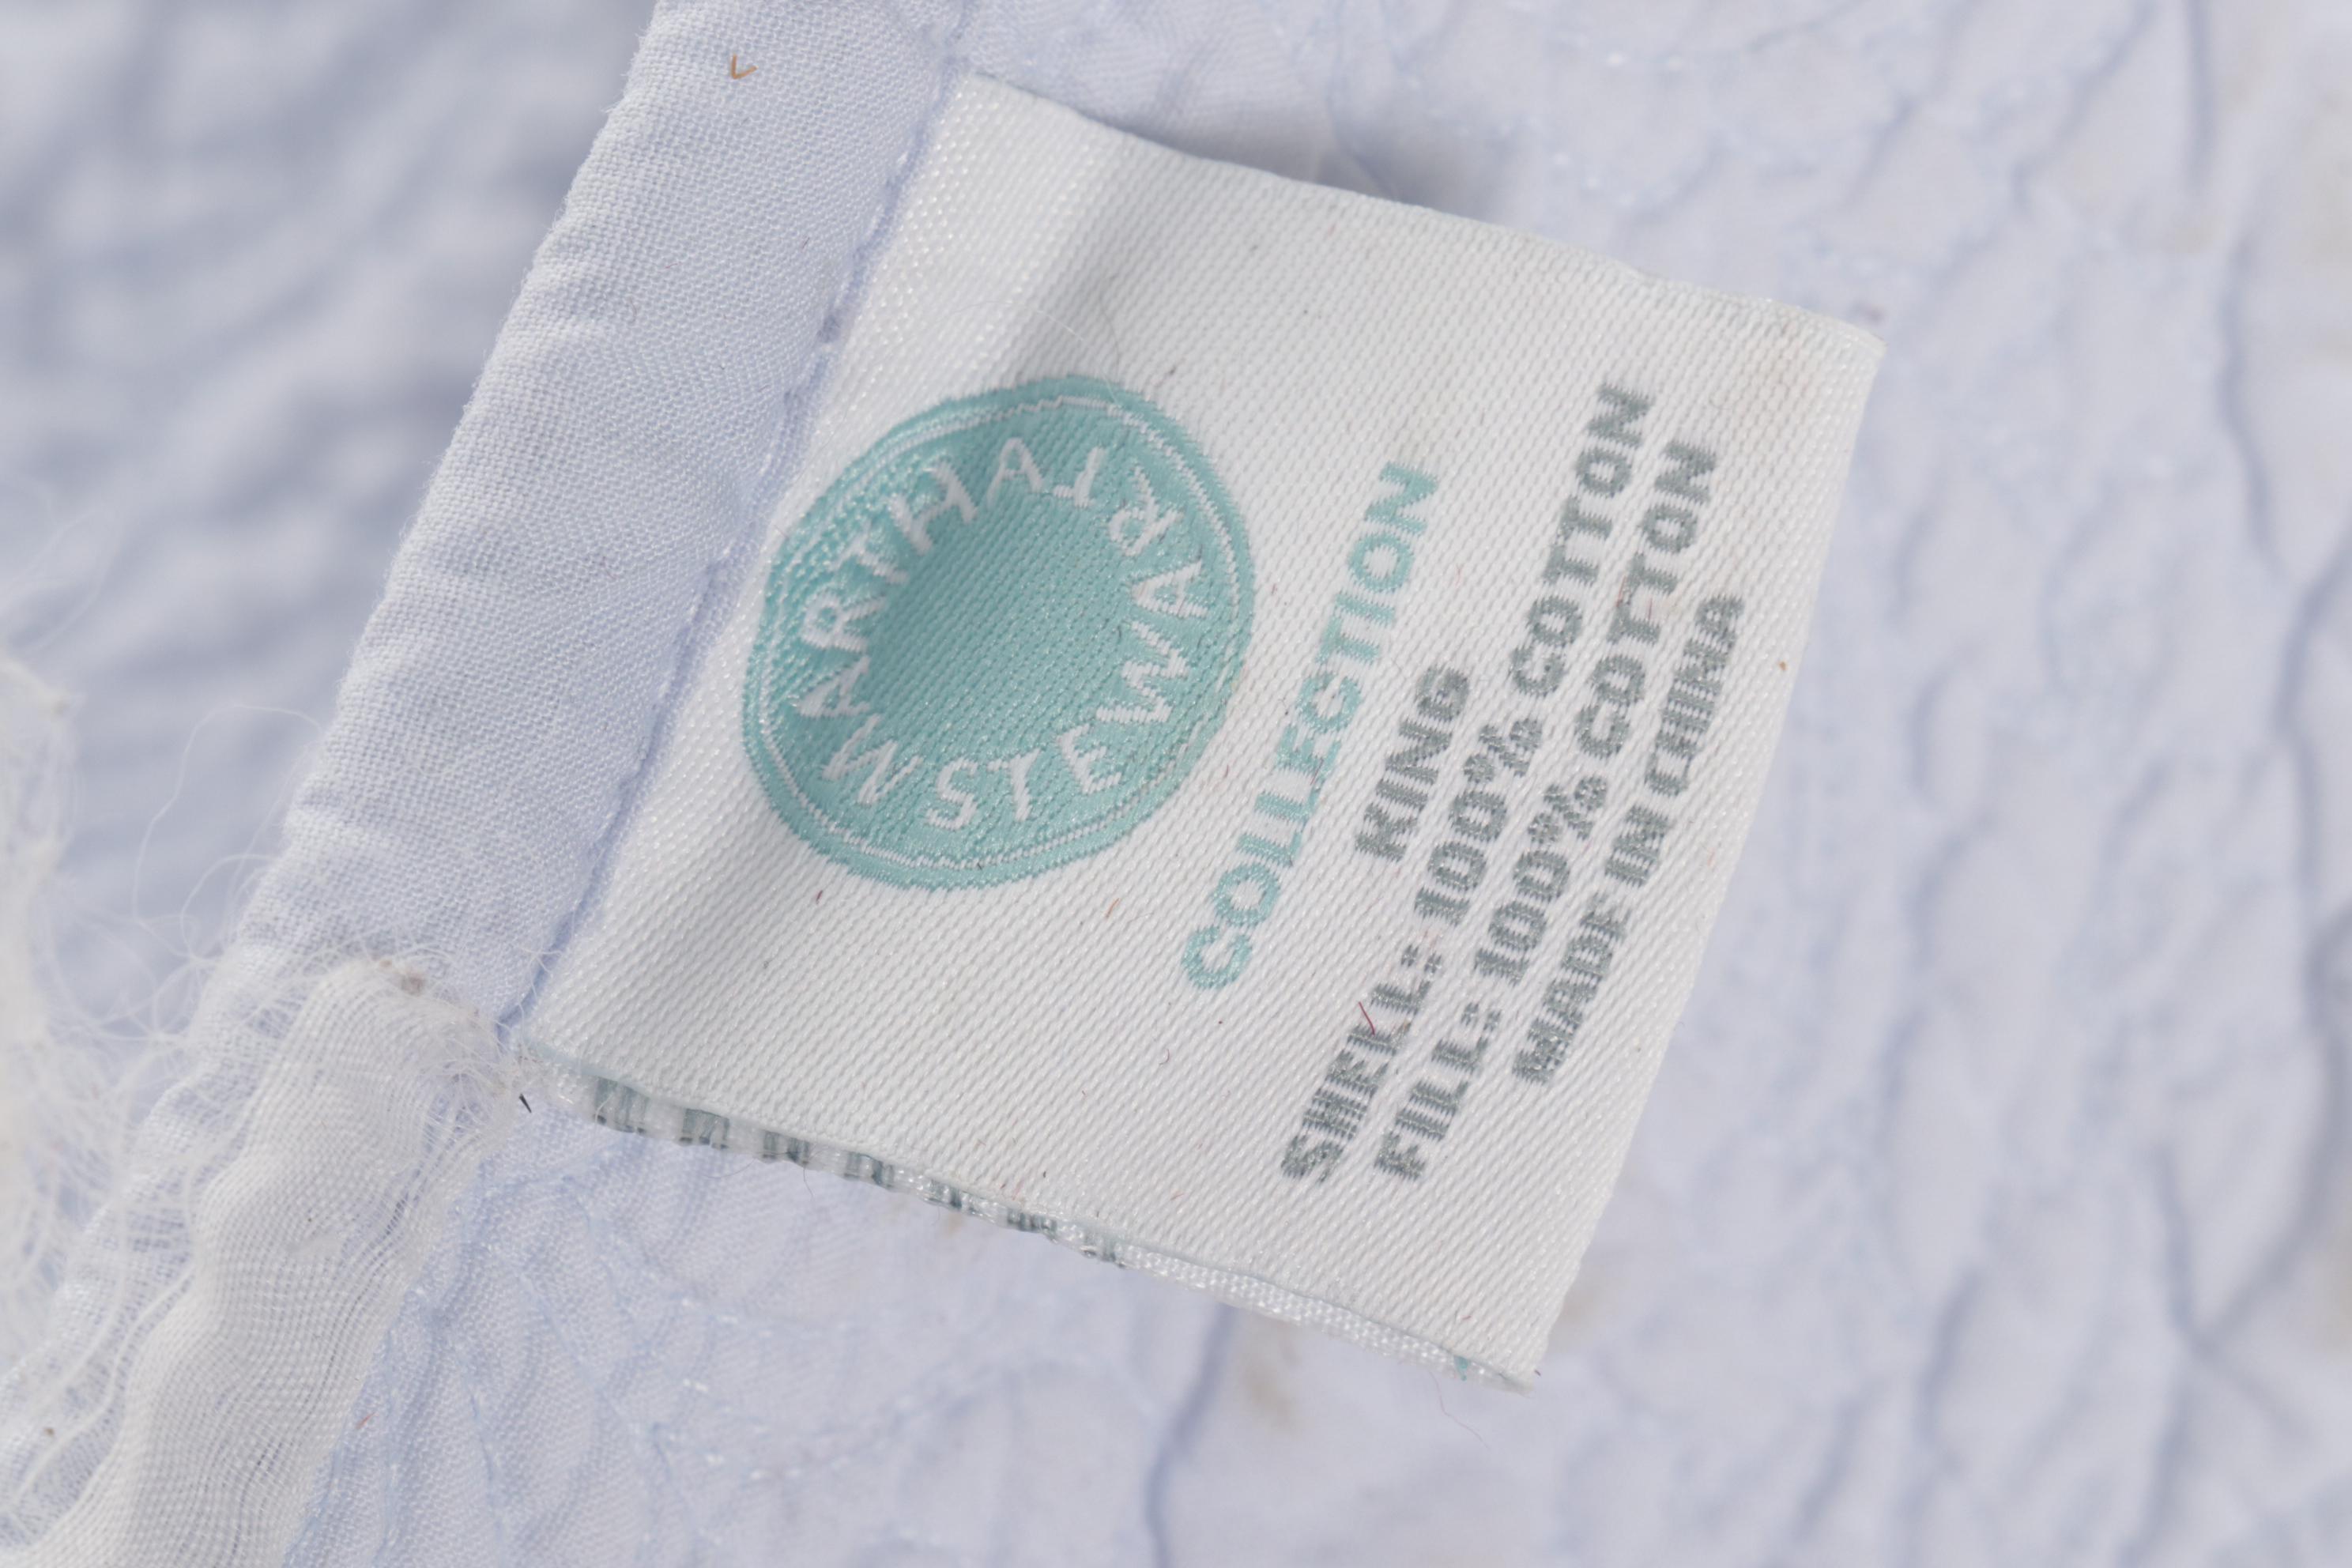 MARTHA STEWART
COLLECTION
KING
SHELL: 100% COTTON
FILL: 100% COTTON
MADE IN CHINA